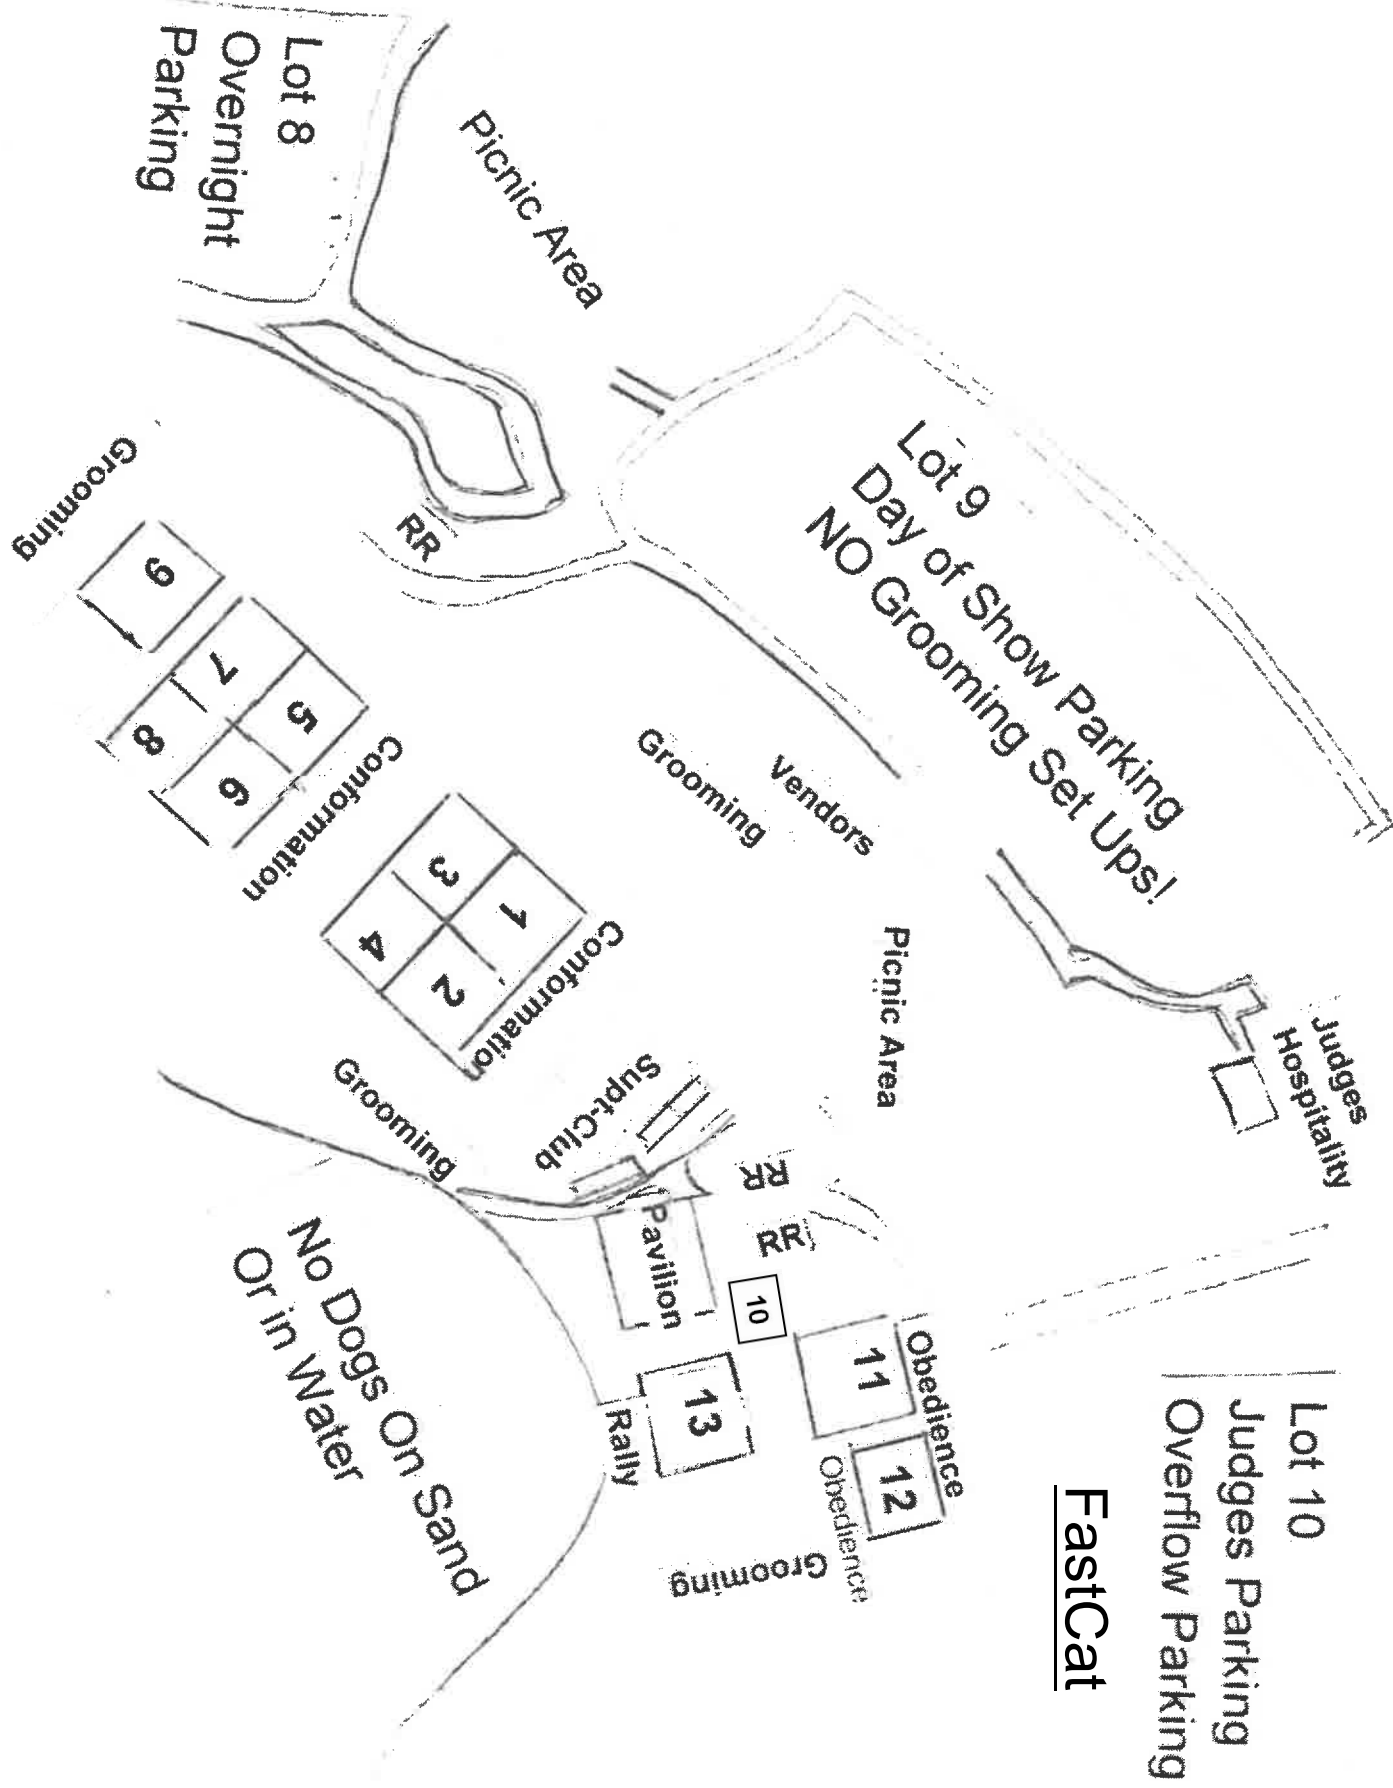 Lot 10
Judges Parking
Overflow Parking
FastCat
Judges
Hospitality
Lot 9
Day of Show Parking
NO Grooming Set Ups!
Picnic Area
Lot 8
Overnight
Parking
Picnic Area
Vendors
Grooming
RR
Grooming
9
7
5
8
6
Conformation
3
1
4
2
Conformation
Grooming
Supt-Club
RR
RR
Pavilion
10
11
Obedience
12
Obedience
13
Rally
Grooming
No Dogs On Sand
Or in Water